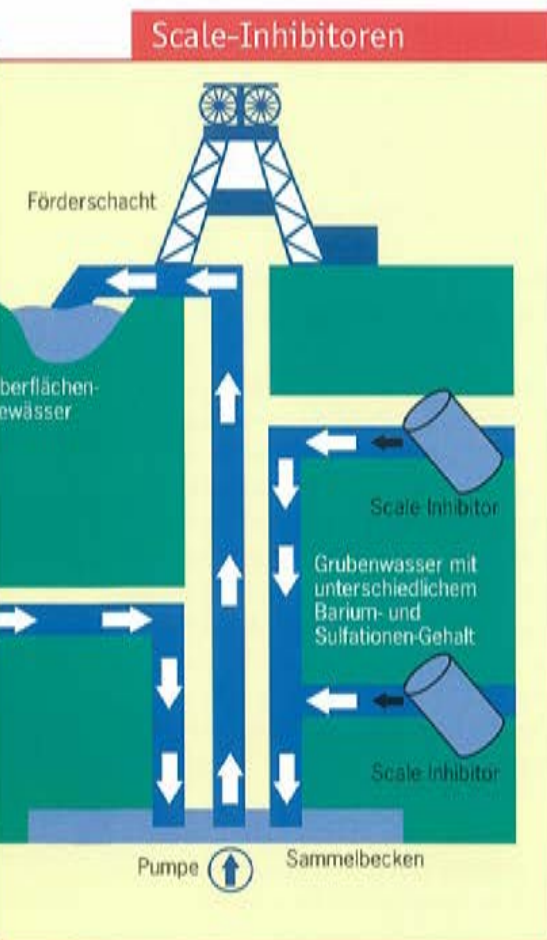 Scale-Inhibitoren
Förderschacht
berflächen-
ewässer
Scale Inhibitor
Grubenwasser mit
unterschiedlichem
Barium- und
Sulfationen-Gehalt
Scale Inhibitor
Pumpe
Sammelbecken